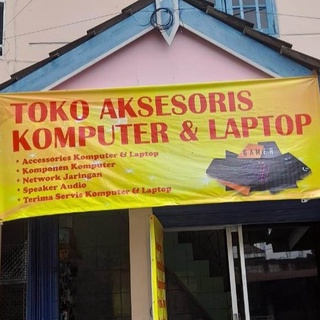 TOKO AKSESORIS
KOMPUTER & LAPTOP
• Accessories Komputer & Laptop
• Komponen Komputer
• Network Jaringan
• Speaker Audio
• Terima Servis Komputer & Laptop